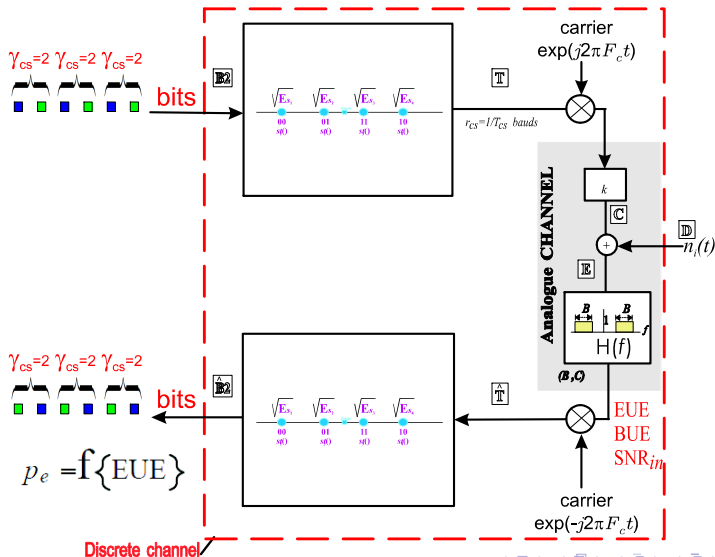 γcs=2 γcs=2 γcs=2
bits
B2
√Es₁ √Es₂ √Es₃ √Es₄
00 01 11 10
T
rcs=1/Tcs bauds
carrier
exp(j2πFct)
k
C
Analogue CHANNEL
+
D
ni(t)
E
B 1 B
f
H(f)
(B,C)
γcs=2 γcs=2 γcs=2
bits
B̂2
√Es₁ √Es₂ √Es₃ √Es₄
00 01 11 10
T̂
EUE
BUE
SNRin
carrier
exp(-j2πFct)
pe =f{EUE}
Discrete channel